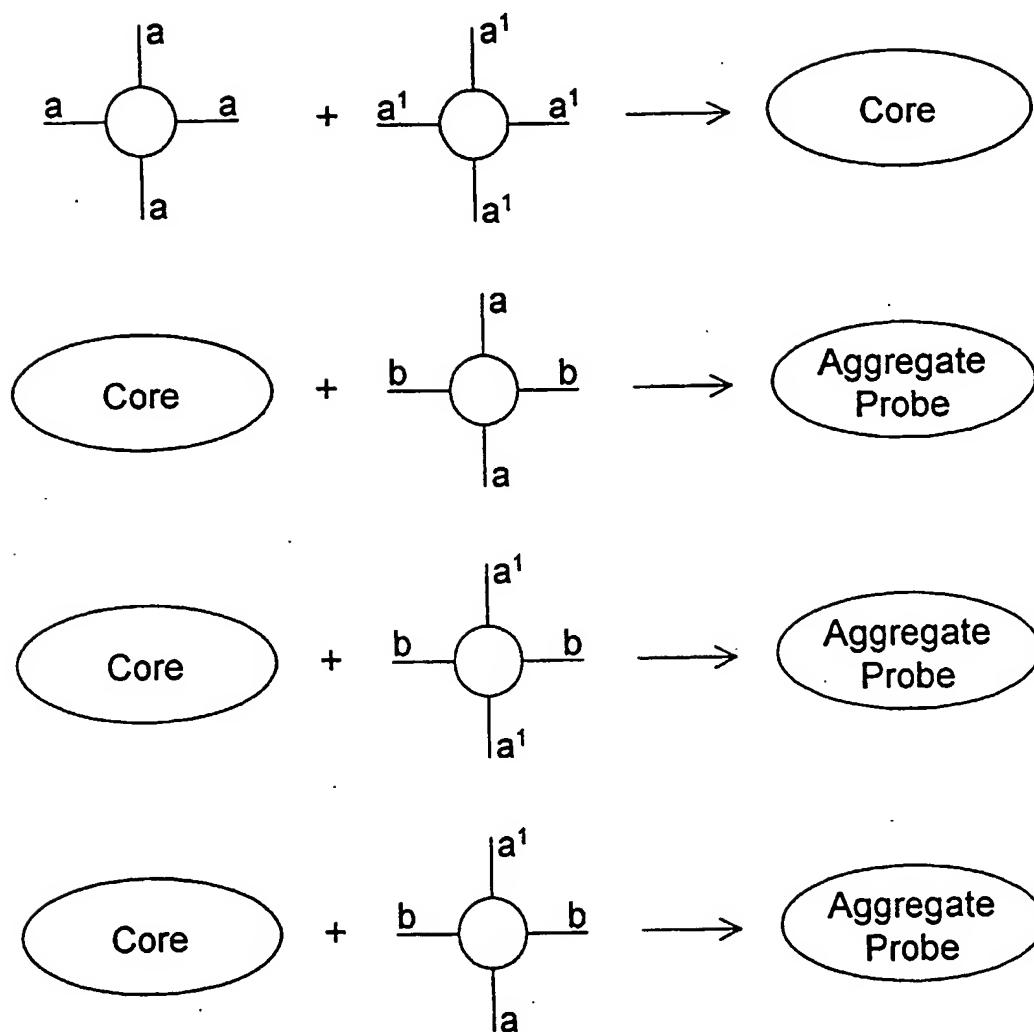 a a¹
a a + a¹ a¹ Core
a a¹
a
Core + b b Aggregate
Probe
a
a¹
Core + b b Aggregate
Probe
a¹
a¹
Core + b b Aggregate
Probe
a